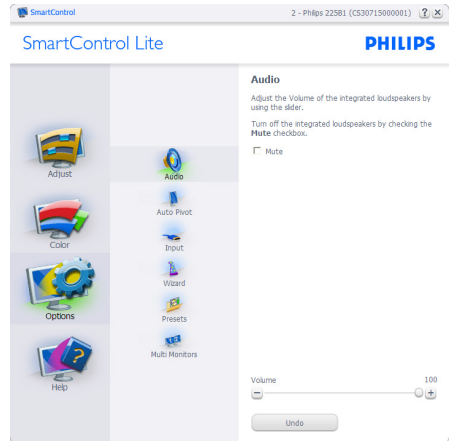 SmartControl
2 - Philips 225B1 (CS30715000001)
?
SmartControl Lite
PHILIPS
Adjust
Color
Options
Help
Audio
Auto Pivot
Input
Wizard
Presets
Multi Monitors
Audio
Adjust the Volume of the integrated loudspeakers by
using the slider.
Turn off the integrated loudspeakers by checking the
Mute checkbox.
Mute
Volume
100
Undo